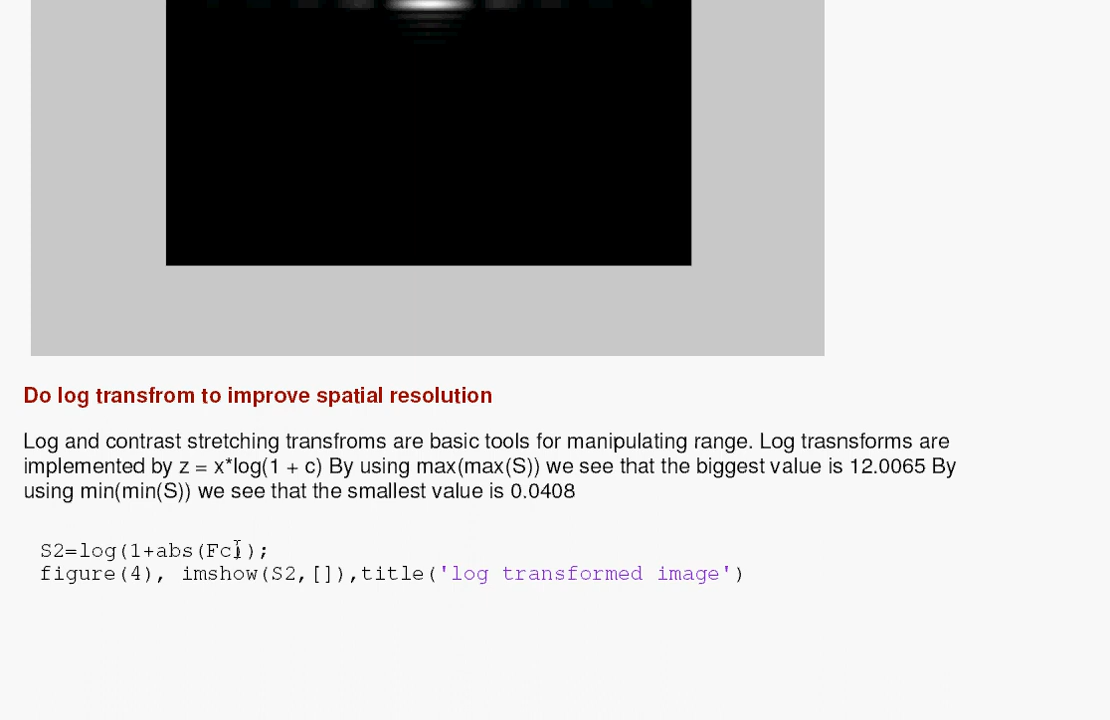 Do log transfrom to improve spatial resolution
Log and contrast stretching transfroms are basic tools for manipulating range. Log trasnsforms are
implemented by z = x*log(1 + c) By using max(max(S)) we see that the biggest value is 12.0065 By
using min(min(S)) we see that the smallest value is 0.0408
S2=log(1+abs(Fc));
figure(4), imshow(S2,[]),title('log transformed image')